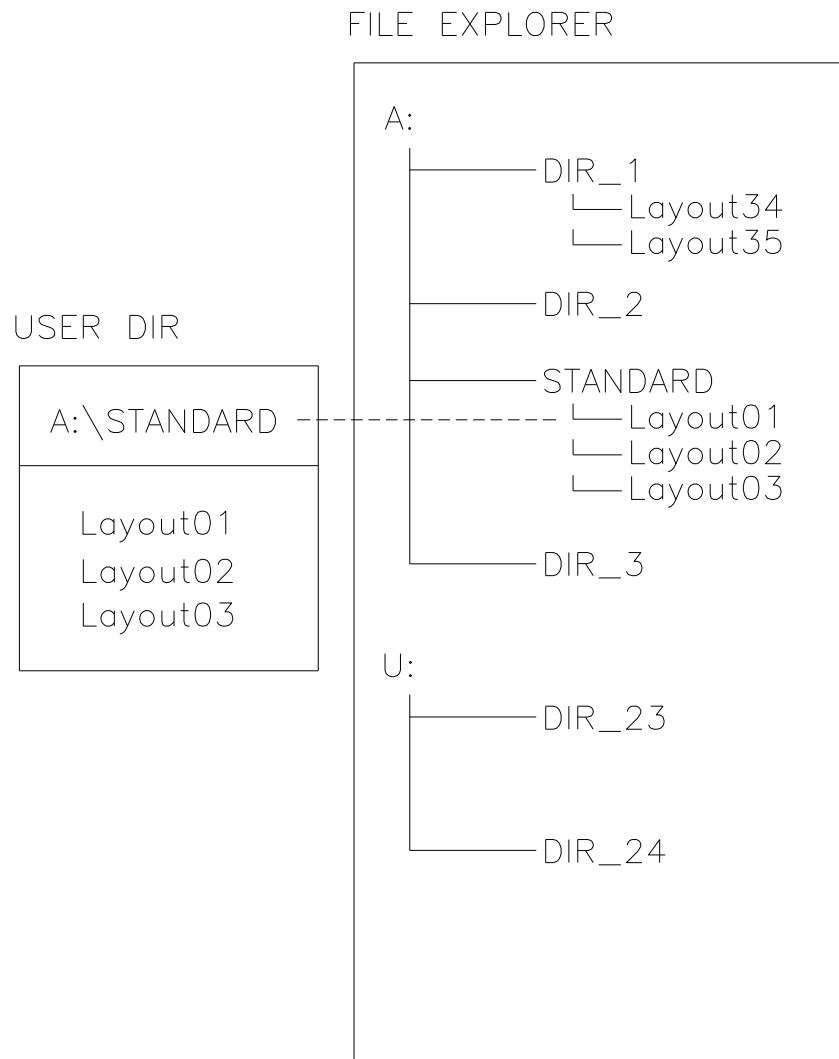 FILE EXPLORER
A:
DIR_1
Layout34
Layout35
DIR_2
USER DIR
STANDARD
A:\STANDARD
Layout01
Layout02
Layout03
Layout01
Layout02
Layout03
DIR_3
U:
DIR_23
DIR_24